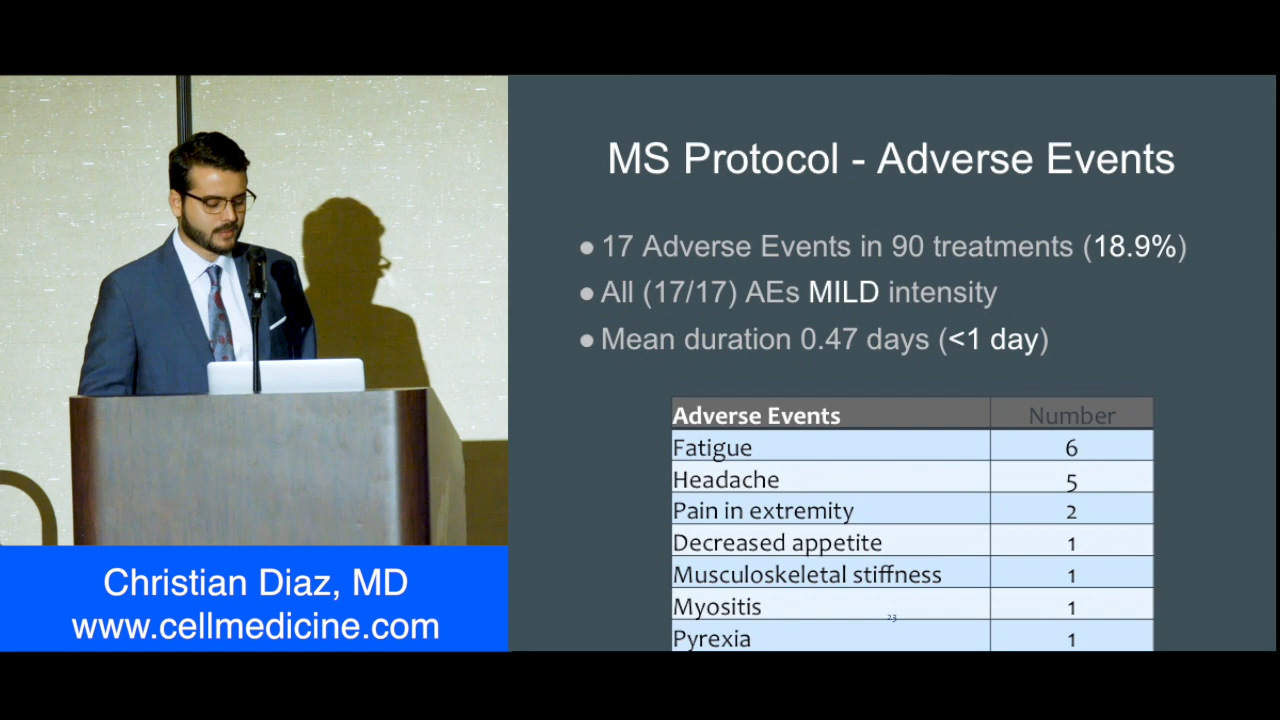 MS Protocol - Adverse Events
● 17 Adverse Events in 90 treatments (18.9%)
● All (17/17) AEs MILD intensity
● Mean duration 0.47 days (<1 day)
Adverse Events Number
Fatigue 6
Headache 5
Pain in extremity 2
Decreased appetite 1
Musculoskeletal stiffness 1
Myositis 1
23
Pyrexia 1
Christian Diaz, MD
www.cellmedicine.com